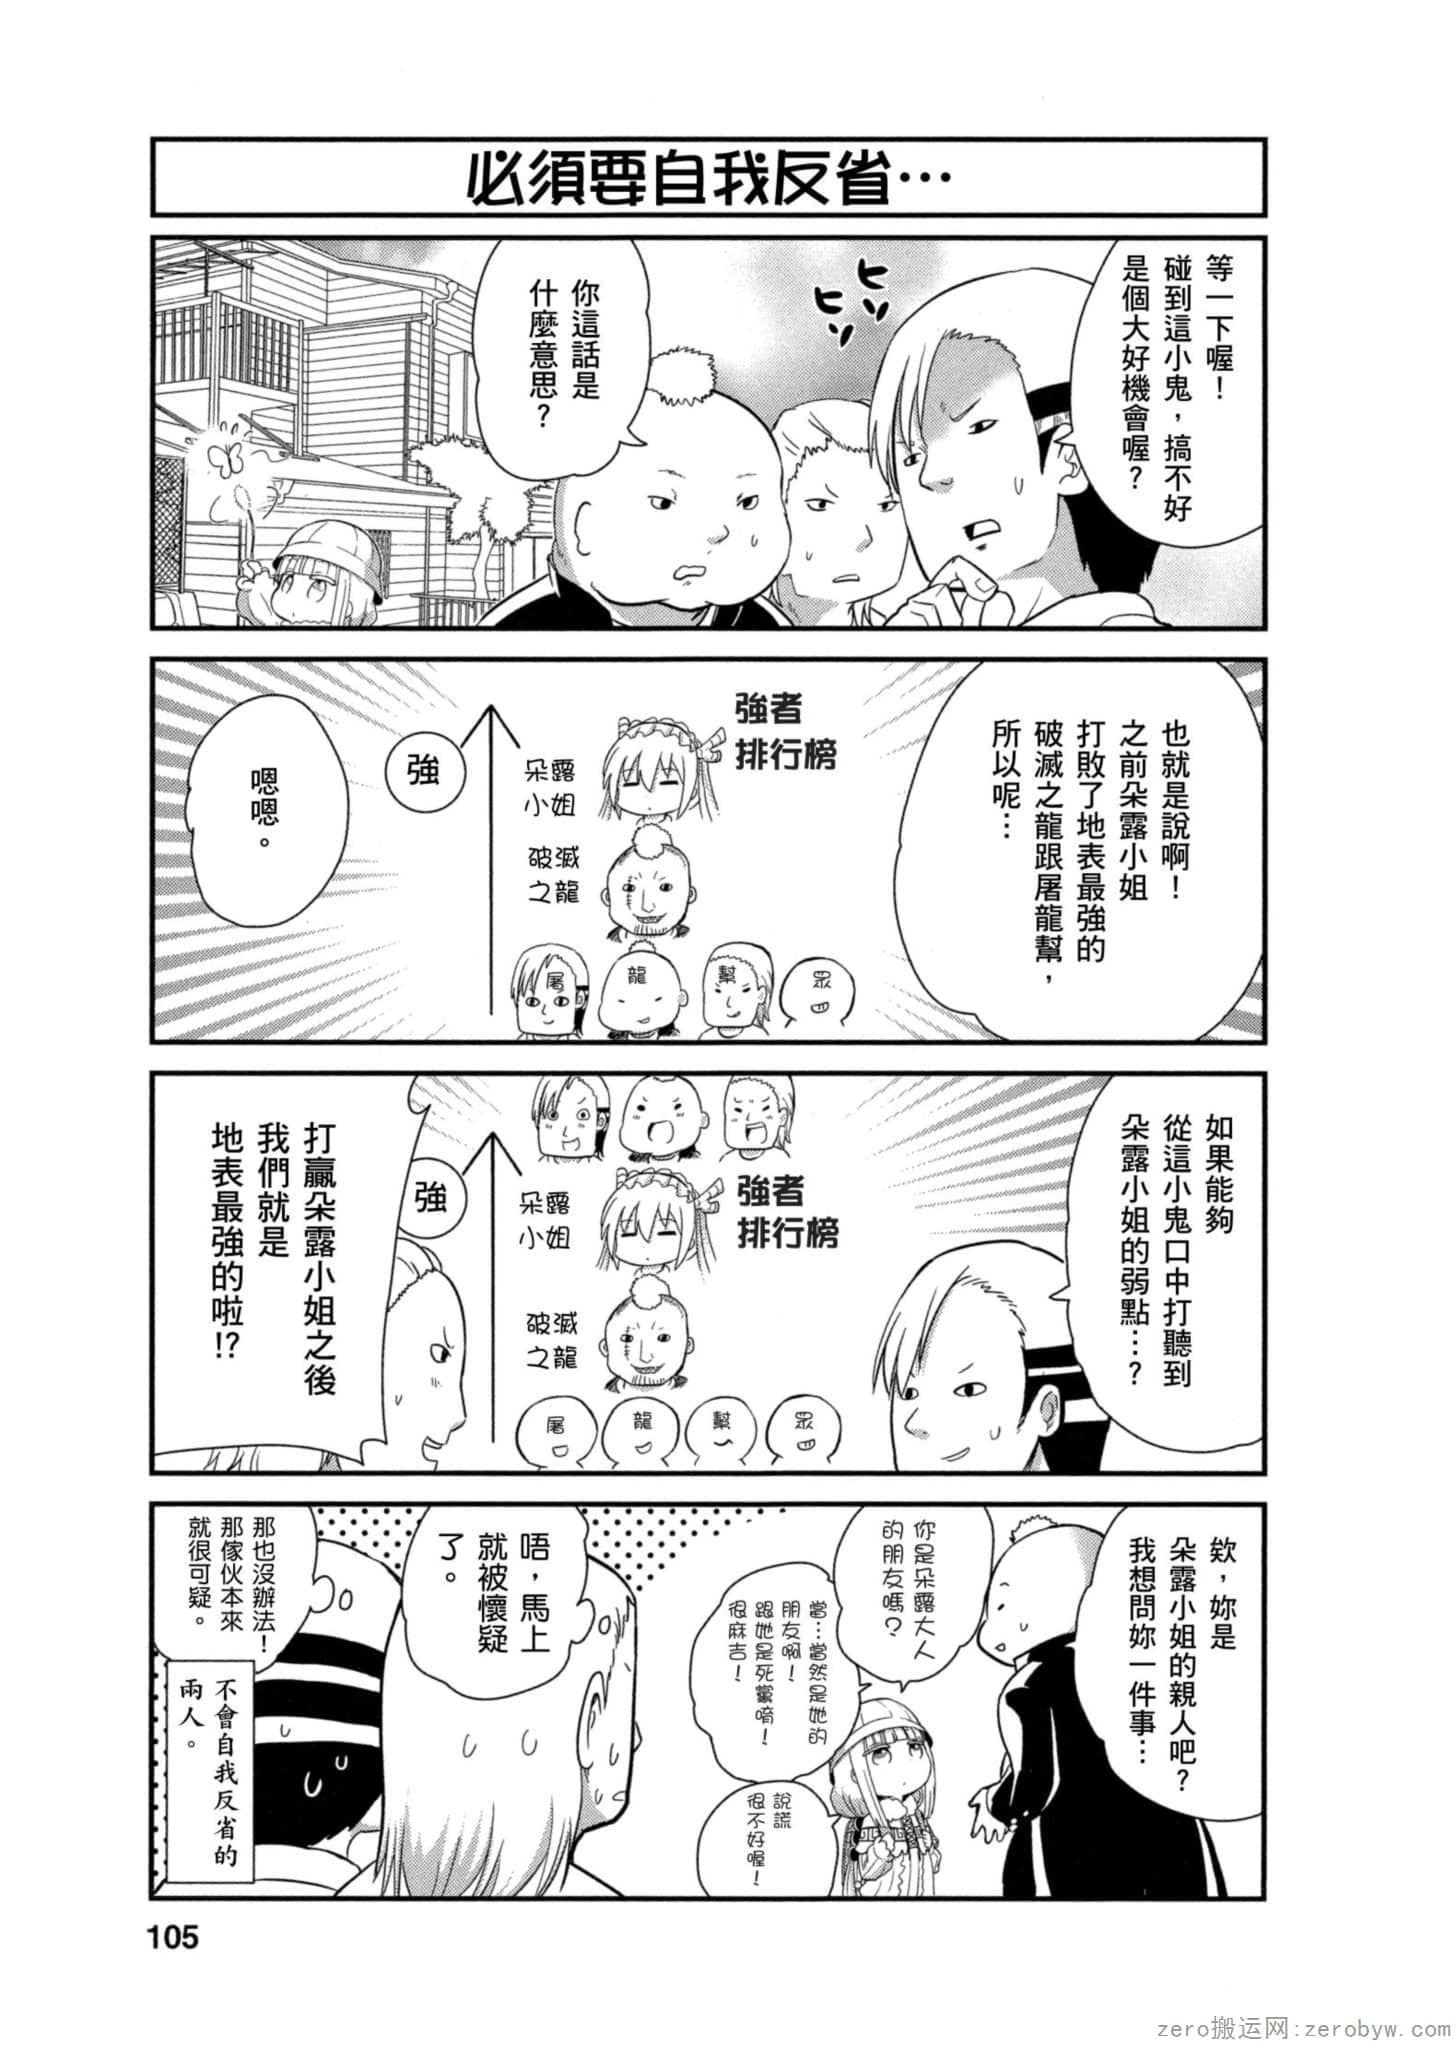 必須要自我反省…
等一下喔！
碰到這小鬼，搞不好
是個大好機會喔？
ヒソ
ヒソ
你這話是
什麼意思？
也就是說啊！
之前朵露小姐
打敗了地表最強的
破滅之龍跟屠龍幫，
所以呢…
強者
排行榜
強
朵露
小姐
破滅
之龍
屠
龍
幫
眾
嗯嗯。
如果能夠
從這小鬼口中打聽到
朵露小姐的弱點…？
強者
排行榜
強
朵露
小姐
破滅
之龍
屠
龍
幫
眾
打贏朵露小姐之後
我們就是
地表最強的啦!?
欸，妳是
朵露小姐的親人吧？
我想問妳一件事…
你是朵露大人
的朋友嗎？
當…當然是她的
朋友啊！
跟她是死黨唷！
很麻吉！
說謊
很不好喔！
唔，馬上
就被懷疑
了。
那也沒辦法！
那傢伙本來
就很可疑。
不會自我反省的
兩人。
105
zero搬运网:zerobyw.com